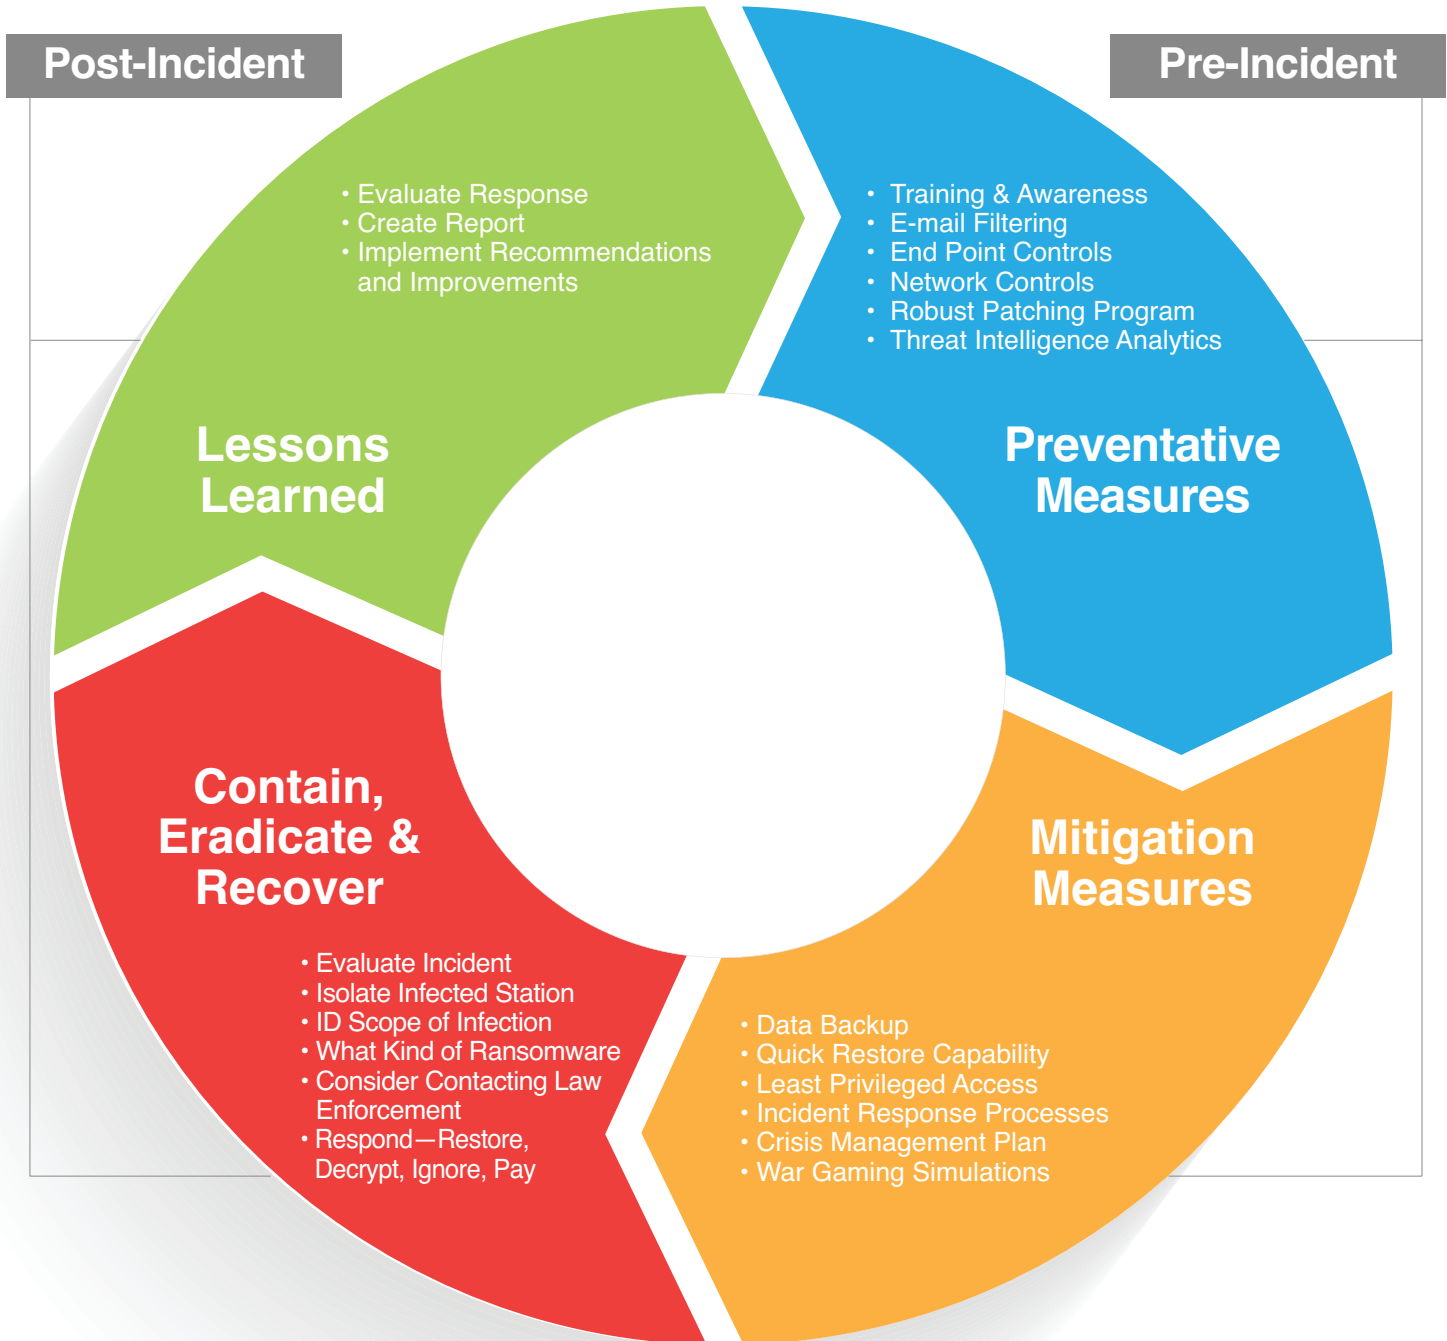 Post-Incident
Pre-Incident
• Evaluate Response
• Create Report
• Implement Recommendations
and Improvements
Lessons
Learned
• Training & Awareness
• E-mail Filtering
• End Point Controls
• Network Controls
• Robust Patching Program
• Threat Intelligence Analytics
Preventative
Measures
Contain,
Eradicate &
Recover
• Evaluate Incident
• Isolate Infected Station
• ID Scope of Infection
• What Kind of Ransomware
• Consider Contacting Law
Enforcement
• Respond—Restore,
Decrypt, Ignore, Pay
Mitigation
Measures
• Data Backup
• Quick Restore Capability
• Least Privileged Access
• Incident Response Processes
• Crisis Management Plan
• War Gaming Simulations